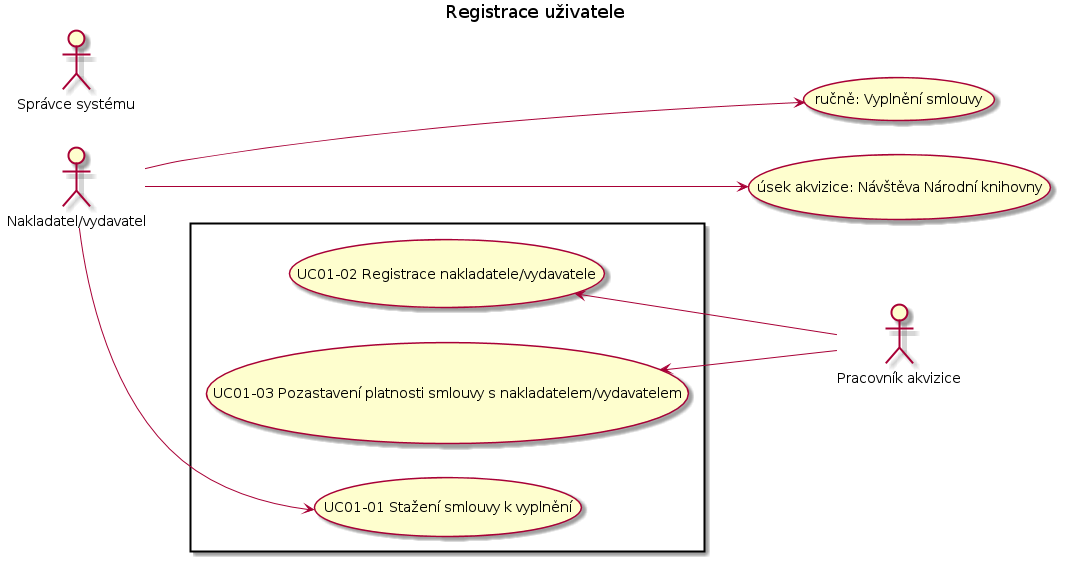 Registrace uživatele
Správce systému
ručně: Vyplnění smlouvy
úsek akvizice: Návštěva Národní knihovny
Nakladatel/vydavatel
UC01-02 Registrace nakladatele/vydavatele
Pracovník akvizice
UC01-03 Pozastavení platnosti smlouvy s nakladatelem/vydavatelem
UC01-01 Stažení smlouvy k vyplnění